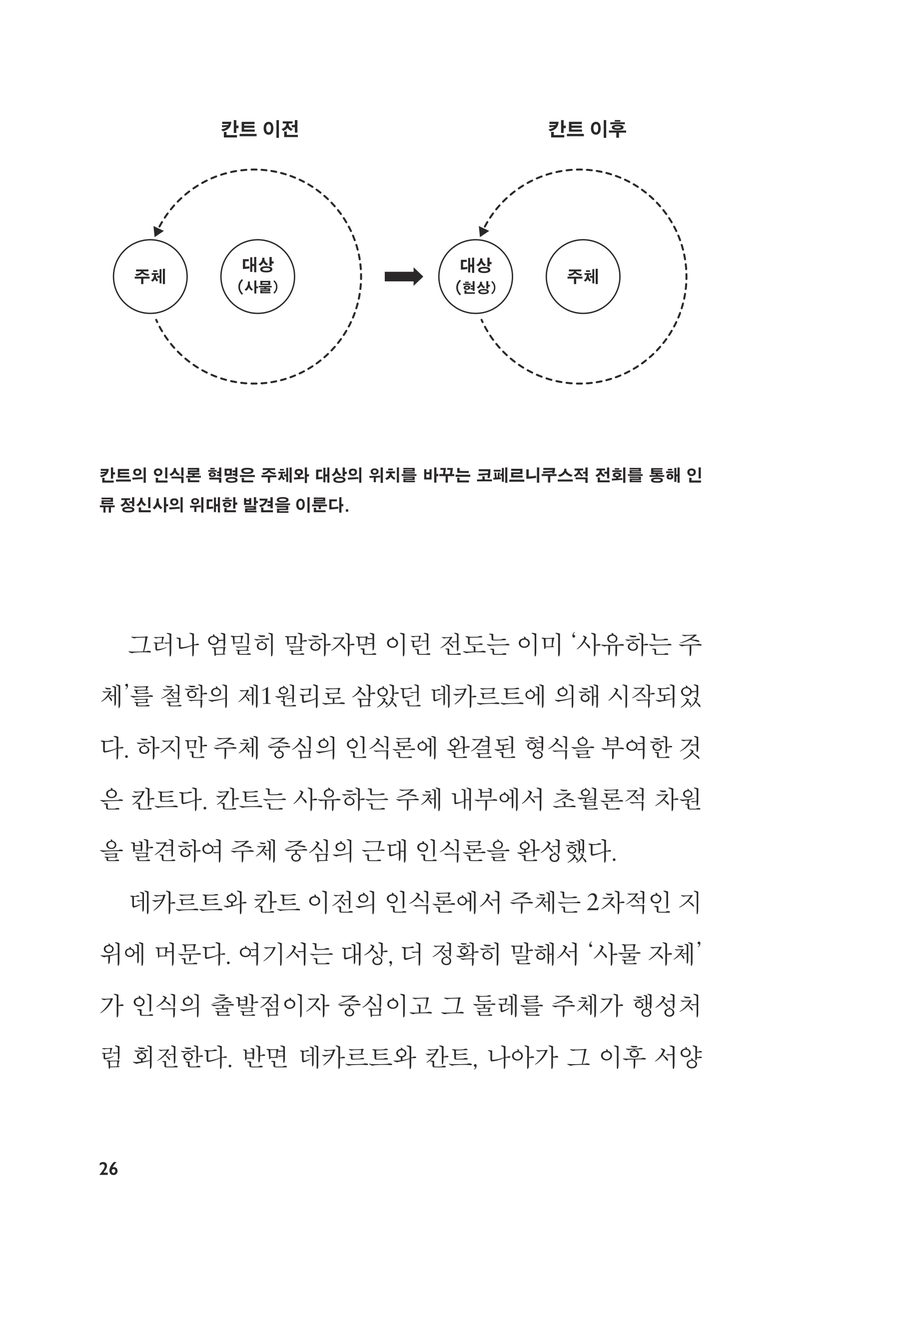 칸트 이전
칸트 이후
주체
대상
(사물)
대상
(현상)
주체
칸트의 인식론 혁명은 주체와 대상의 위치를 바꾸는 코페르니쿠스적 전회를 통해 인
류 정신사의 위대한 발견을 이룬다.
그러나 엄밀히 말하자면 이런 전도는 이미 ‘사유하는 주
체’를 철학의 제1원리로 삼았던 데카르트에 의해 시작되었
다. 하지만 주체 중심의 인식론에 완결된 형식을 부여한 것
은 칸트다. 칸트는 사유하는 주체 내부에서 초월론적 차원
을 발견하여 주체 중심의 근대 인식론을 완성했다.
데카르트와 칸트 이전의 인식론에서 주체는 2차적인 지
위에 머문다. 여기서는 대상, 더 정확히 말해서 ‘사물 자체’
가 인식의 출발점이자 중심이고 그 둘레를 주체가 행성처
럼 회전한다. 반면 데카르트와 칸트, 나아가 그 이후 서양
26